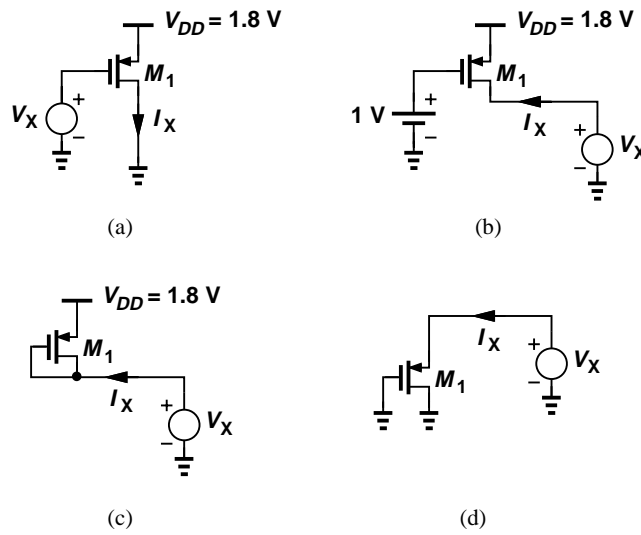 V_DD = 1.8 V
M_1
V_X
+
−
I_X
(a)
V_DD = 1.8 V
M_1
1 V
+
−
I_X
+
−
V_X
(b)
V_DD = 1.8 V
M_1
I_X
+
−
V_X
(c)
I_X
M_1
+
−
V_X
(d)